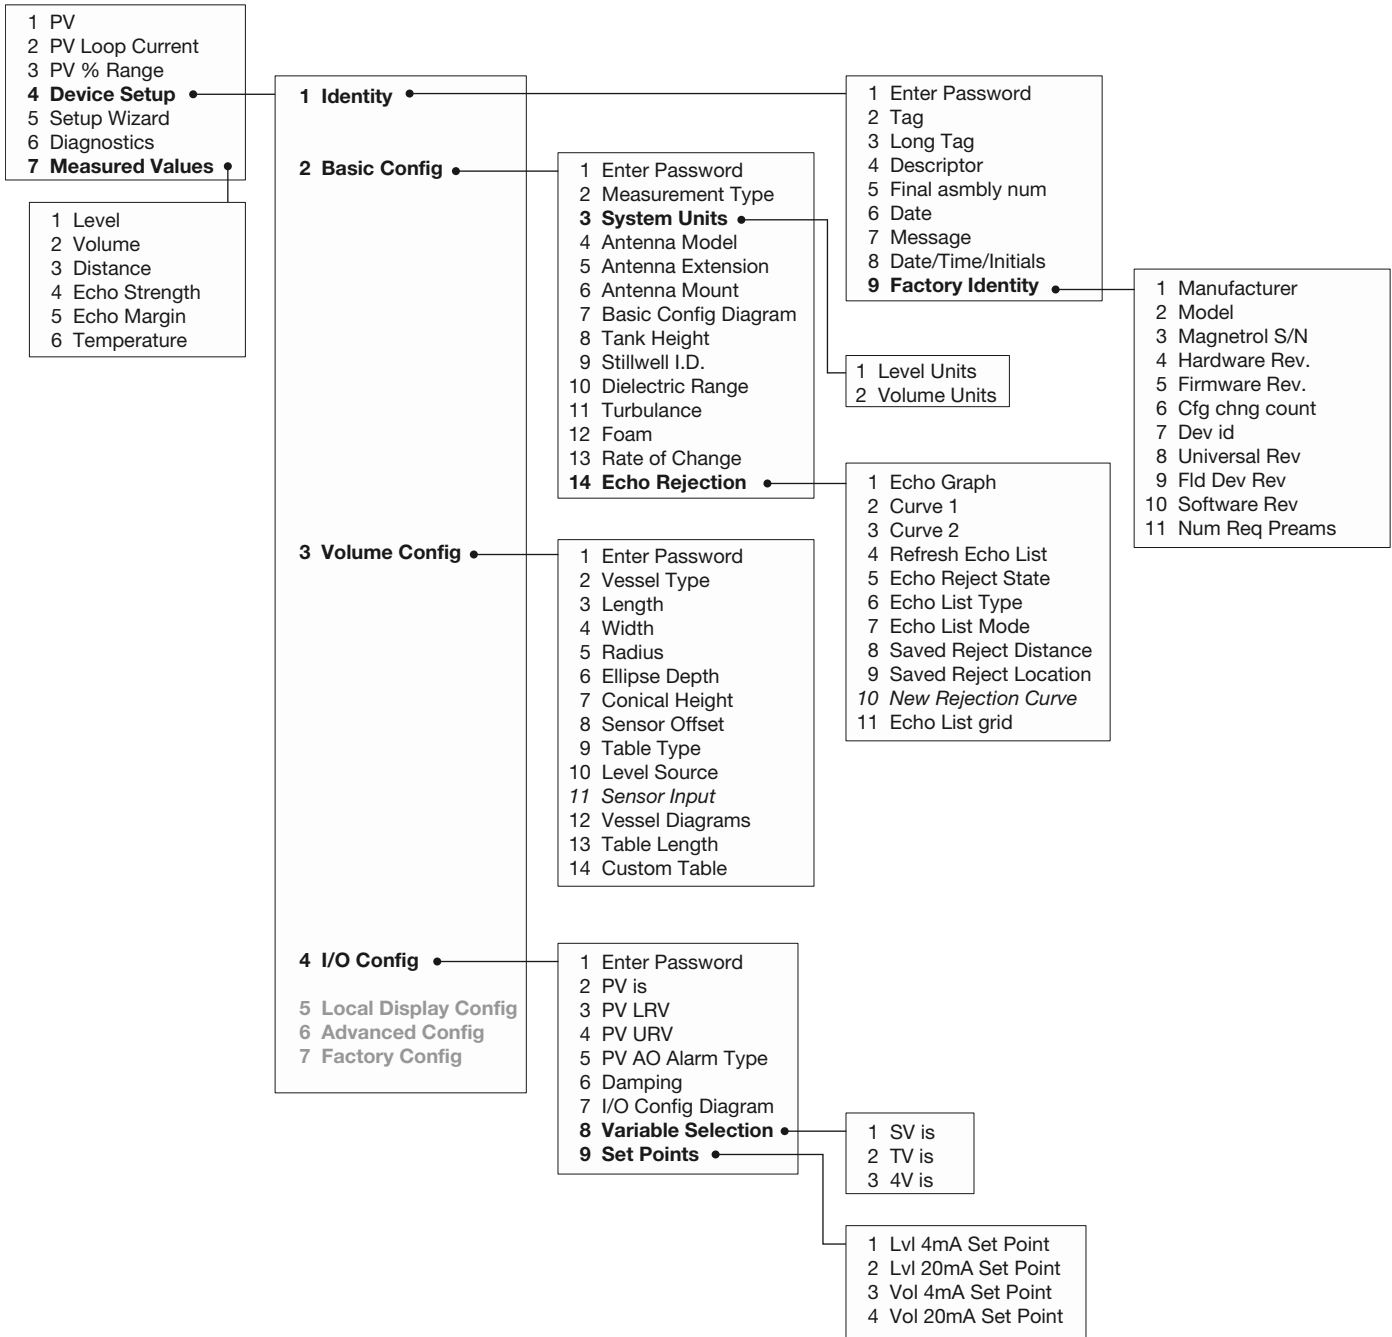 1 PV
2 PV Loop Current
3 PV % Range
4 Device Setup
5 Setup Wizard
6 Diagnostics
7 Measured Values
1 Level
2 Volume
3 Distance
4 Echo Strength
5 Echo Margin
6 Temperature
1 Identity
2 Basic Config
3 Volume Config
4 I/O Config
5 Local Display Config
6 Advanced Config
7 Factory Config
1 Enter Password
2 Measurement Type
3 System Units
4 Antenna Model
5 Antenna Extension
6 Antenna Mount
7 Basic Config Diagram
8 Tank Height
9 Stillwell I.D.
10 Dielectric Range
11 Turbulance
12 Foam
13 Rate of Change
14 Echo Rejection
1 Enter Password
2 Vessel Type
3 Length
4 Width
5 Radius
6 Ellipse Depth
7 Conical Height
8 Sensor Offset
9 Table Type
10 Level Source
11 Sensor Input
12 Vessel Diagrams
13 Table Length
14 Custom Table
1 Enter Password
2 PV is
3 PV LRV
4 PV URV
5 PV AO Alarm Type
6 Damping
7 I/O Config Diagram
8 Variable Selection
9 Set Points
1 Enter Password
2 Tag
3 Long Tag
4 Descriptor
5 Final asmbly num
6 Date
7 Message
8 Date/Time/Initials
9 Factory Identity
1 Level Units
2 Volume Units
1 Echo Graph
2 Curve 1
3 Curve 2
4 Refresh Echo List
5 Echo Reject State
6 Echo List Type
7 Echo List Mode
8 Saved Reject Distance
9 Saved Reject Location
10 New Rejection Curve
11 Echo List grid
1 SV is
2 TV is
3 4V is
1 Lvl 4mA Set Point
2 Lvl 20mA Set Point
3 Vol 4mA Set Point
4 Vol 20mA Set Point
1 Manufacturer
2 Model
3 Magnetrol S/N
4 Hardware Rev.
5 Firmware Rev.
6 Cfg chng count
7 Dev id
8 Universal Rev
9 Fld Dev Rev
10 Software Rev
11 Num Req Preams